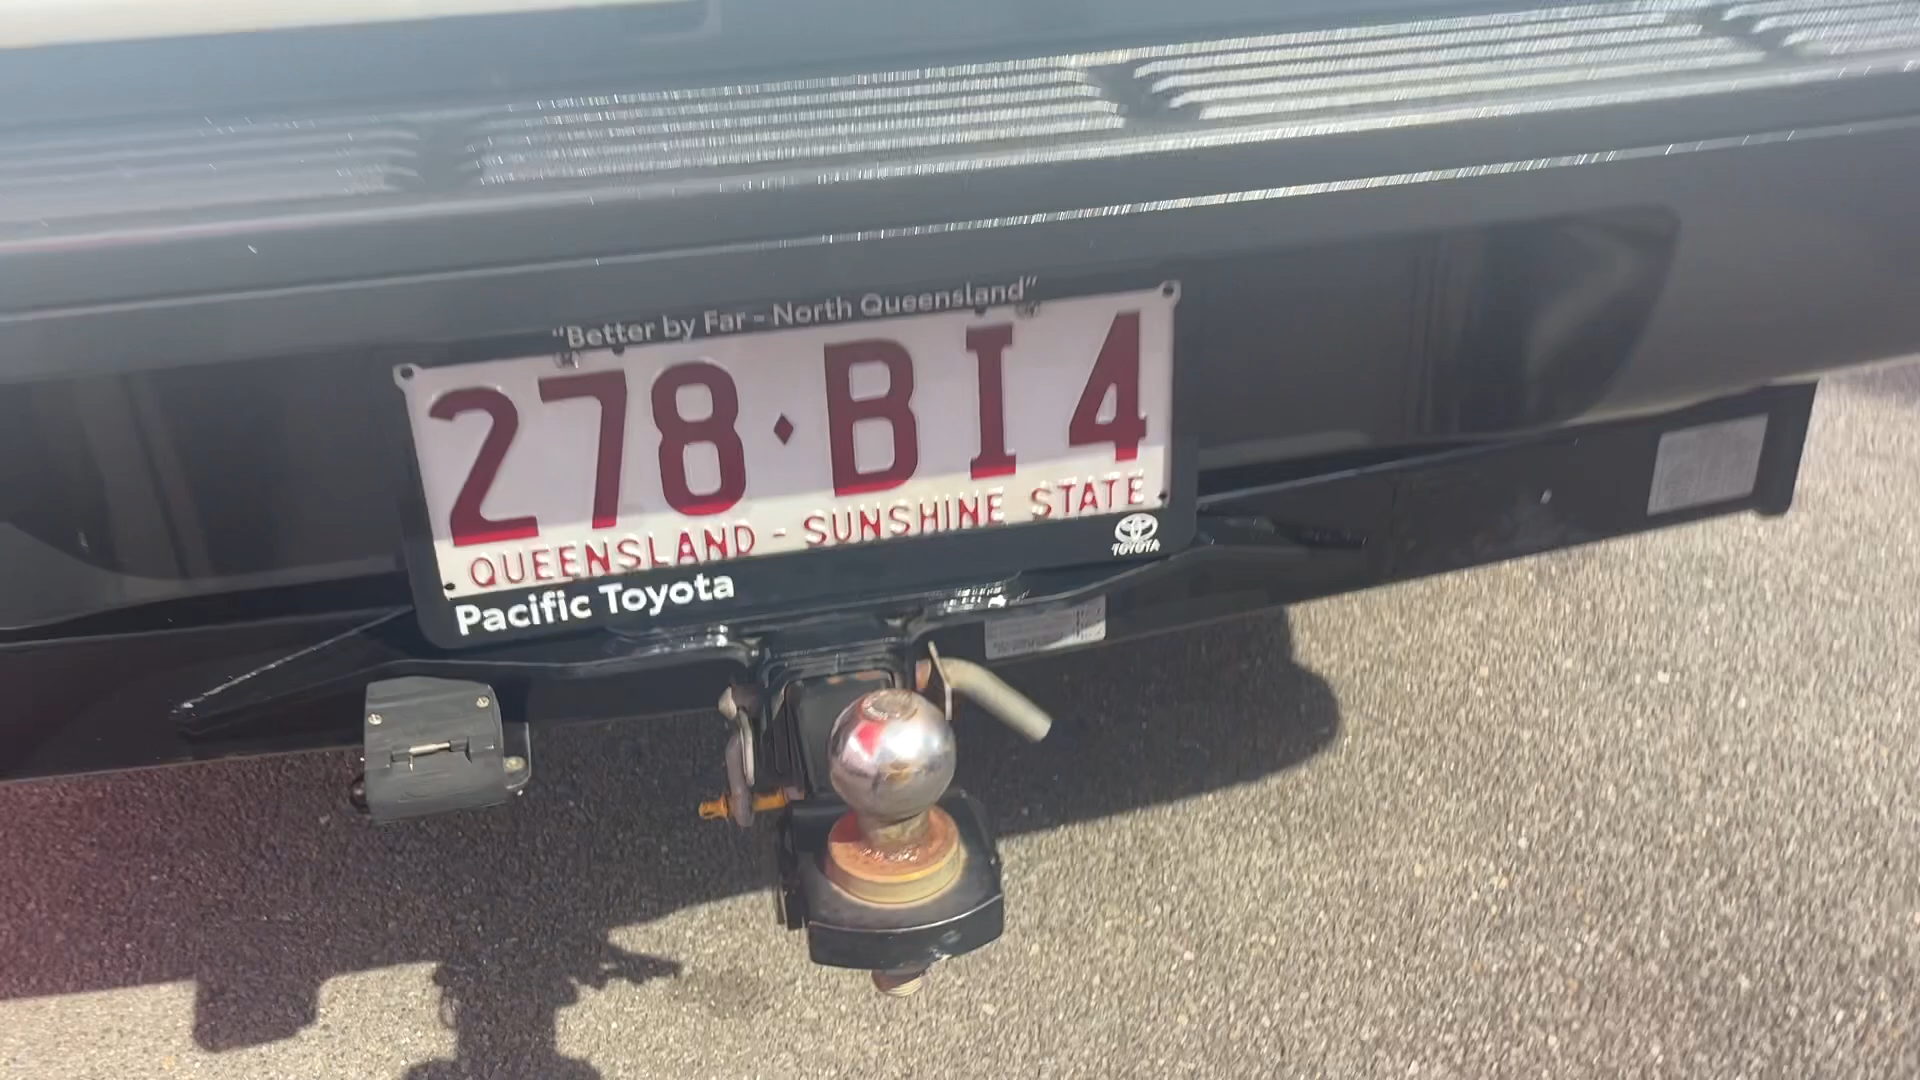 "Better by Far - North Queensland"
278·BI4
QUEENSLAND - SUNSHINE STATE
TOYOTA
Pacific Toyota